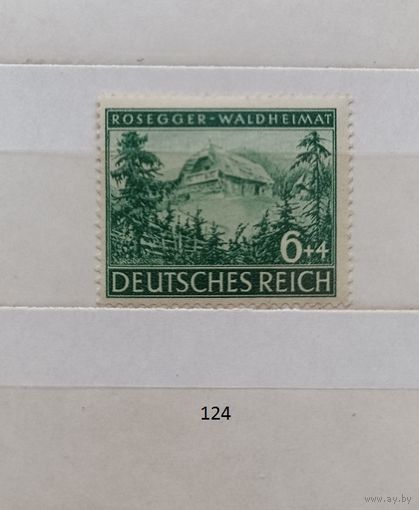 ROSEGGER-WALDHEIMAT
6+4
DEUTSCHES REICH
124
www.ay.by